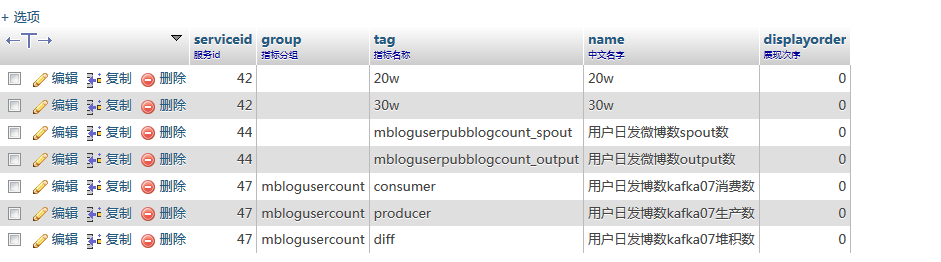 + 选项
serviceid group tag name displayorder
服务id 指标分组 指标名称 中文名字 展现次序
编辑 复制 删除 42 20w 20w 0
编辑 复制 删除 42 30w 30w 0
编辑 复制 删除 44 mbloguserpubblogcount_spout 用户日发微博数spout数 0
编辑 复制 删除 44 mbloguserpubblogcount_output 用户日发微博数output数 0
编辑 复制 删除 47 mblogusercount consumer 用户日发博数kafka07消费数 0
编辑 复制 删除 47 mblogusercount producer 用户日发博数kafka07生产数 0
编辑 复制 删除 47 mblogusercount diff 用户日发博数kafka07堆积数 0